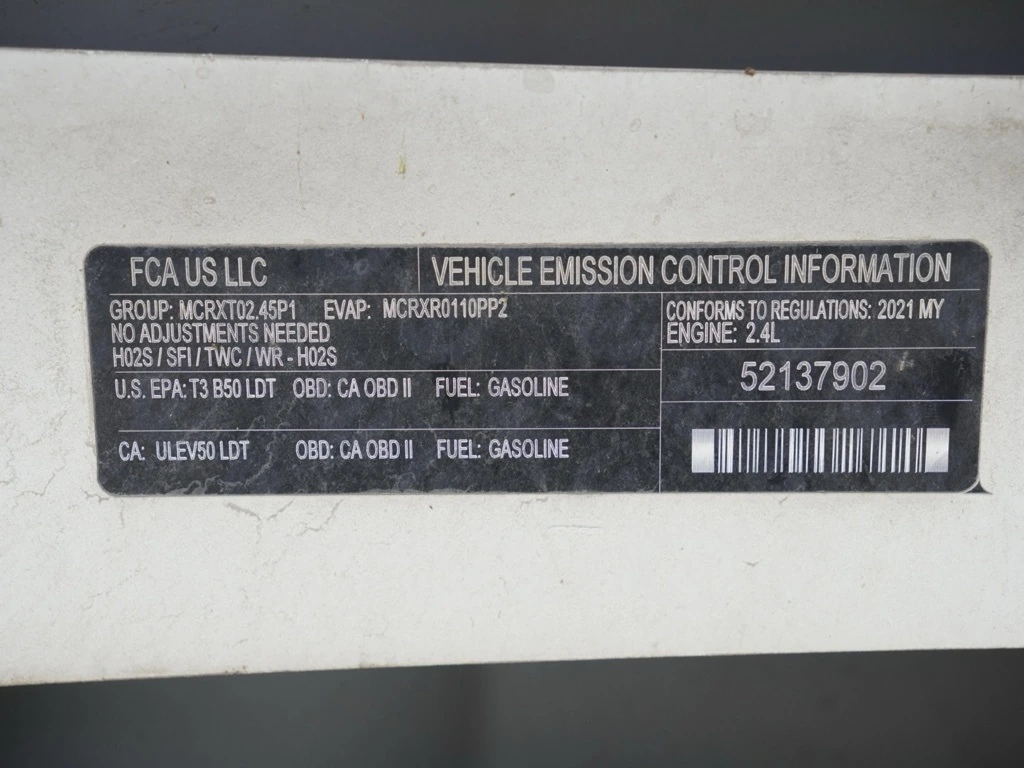 FCA US LLC VEHICLE EMISSION CONTROL INFORMATION
GROUP: MCRXT02.45P1 EVAP: MCRXR0110PP2
NO ADJUSTMENTS NEEDED
H02S / SFI / TWC / WR - H02S
CONFORMS TO REGULATIONS: 2021 MY
ENGINE: 2.4L
52137902
U.S. EPA: T3 B50 LDT OBD: CA OBD II FUEL: GASOLINE
CA: ULEV50 LDT OBD: CA OBD II FUEL: GASOLINE